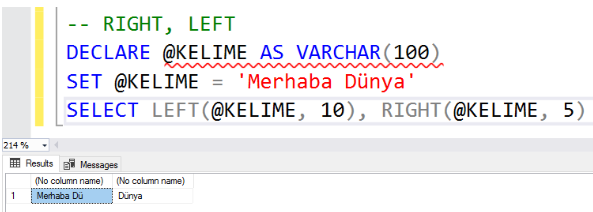 -- RIGHT, LEFT
DECLARE @KELIME AS VARCHAR(100)
SET @KELIME = 'Merhaba Dünya'
SELECT LEFT(@KELIME, 10), RIGHT(@KELIME, 5)
214 %
Results Messages
(No column name) (No column name)
1 Merhaba Dü Dünya